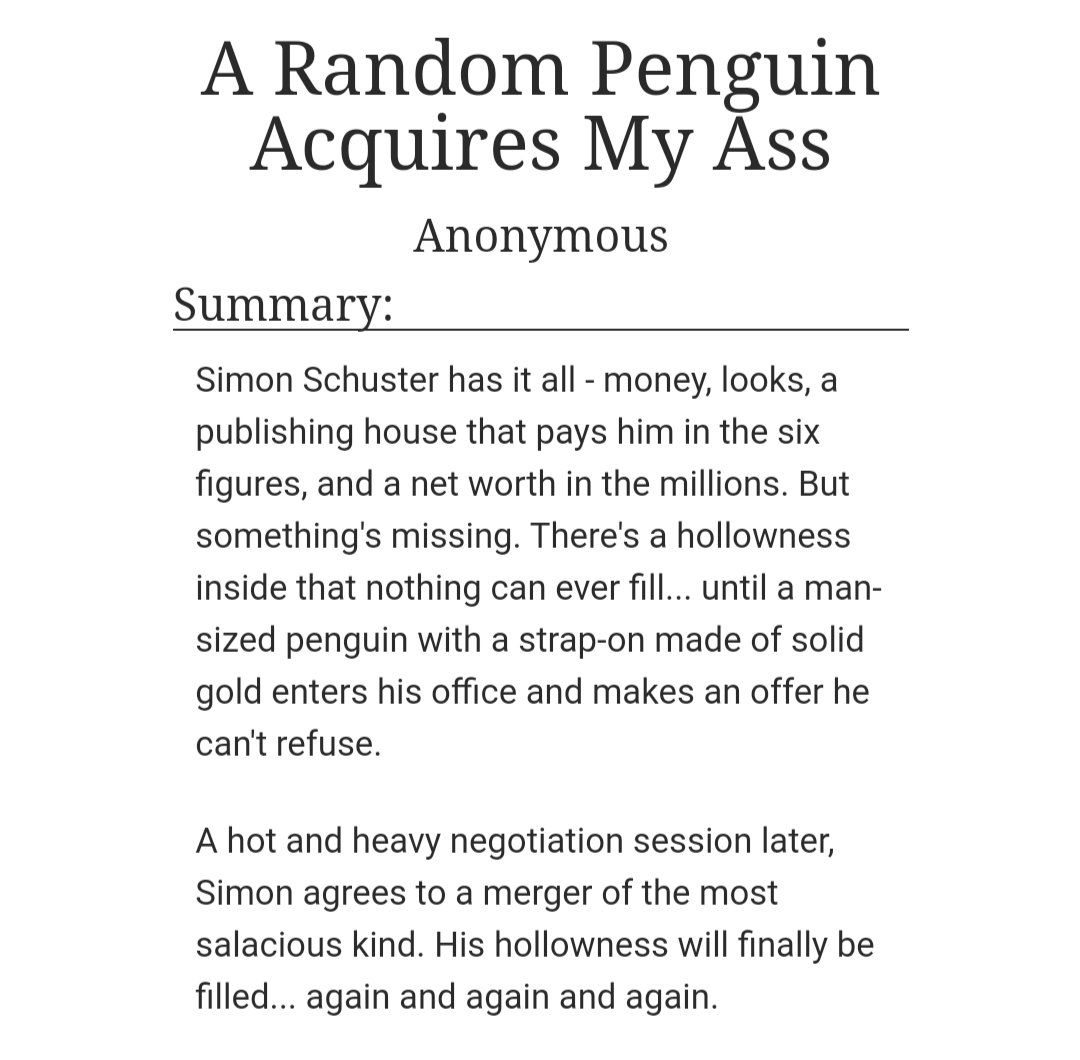 A Random Penguin
Acquires My Ass
Anonymous
Summary:
Simon Schuster has it all - money, looks, a
publishing house that pays him in the six
figures, and a net worth in the millions. But
something's missing. There's a hollowness
inside that nothing can ever fill... until a man-
sized penguin with a strap-on made of solid
gold enters his office and makes an offer he
can't refuse.
A hot and heavy negotiation session later,
Simon agrees to a merger of the most
salacious kind. His hollowness will finally be
filled... again and again and again.